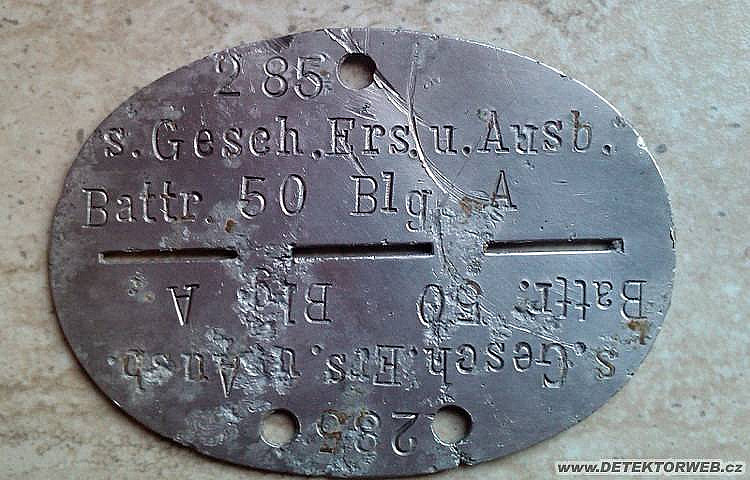 285
s.Gesch.Ers.u.Ausb.
Battr. 50 Blg. A
Battr. 50 Blg A
s.Gesch.Ers.u.Ausb.
285
www.DETEKTORWEB.cz